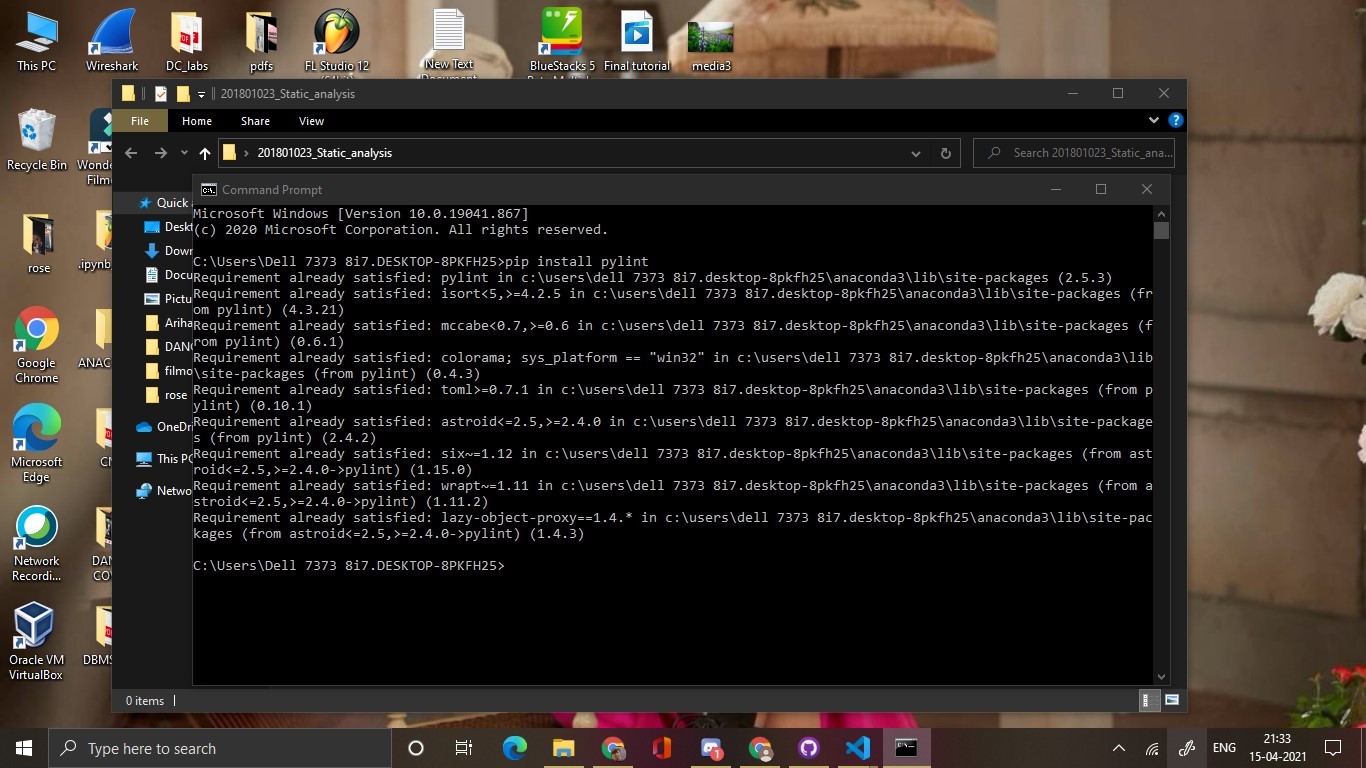 This PC
Wireshark
DC_labs
pdfs
FL Studio 12
New Text
BlueStacks 5
Final tutorial
media3
201801023_Static_analysis
File
Home
Share
View
201801023_Static_analysis
Search 201801023_Static_ana...
Recycle Bin
Wond
Filmo
rose
.ipynb
Google
Chrome
ANAC
Microsoft
Edge
CN
Network
Recordi...
DAN
CO
Oracle VM
VirtualBox
DBMS
Quick
Deskt
Down
Docu
Pictu
Ariha
DANC
filmo
rose
OneDri
This PC
Netwo
Command Prompt
Microsoft Windows [Version 10.0.19041.867]
(c) 2020 Microsoft Corporation. All rights reserved.
C:\Users\Dell 7373 8i7.DESKTOP-8PKFH25>pip install pylint
Requirement already satisfied: pylint in c:\users\dell 7373 8i7.desktop-8pkfh25\anaconda3\lib\site-packages (2.5.3)
Requirement already satisfied: isort<5,>=4.2.5 in c:\users\dell 7373 8i7.desktop-8pkfh25\anaconda3\lib\site-packages (fr
om pylint) (4.3.21)
Requirement already satisfied: mccabe<0.7,>=0.6 in c:\users\dell 7373 8i7.desktop-8pkfh25\anaconda3\lib\site-packages (f
rom pylint) (0.6.1)
Requirement already satisfied: colorama; sys_platform == "win32" in c:\users\dell 7373 8i7.desktop-8pkfh25\anaconda3\lib
\site-packages (from pylint) (0.4.3)
Requirement already satisfied: toml>=0.7.1 in c:\users\dell 7373 8i7.desktop-8pkfh25\anaconda3\lib\site-packages (from p
ylint) (0.10.1)
Requirement already satisfied: astroid<=2.5,>=2.4.0 in c:\users\dell 7373 8i7.desktop-8pkfh25\anaconda3\lib\site-package
s (from pylint) (2.4.2)
Requirement already satisfied: six~=1.12 in c:\users\dell 7373 8i7.desktop-8pkfh25\anaconda3\lib\site-packages (from ast
roid<=2.5,>=2.4.0->pylint) (1.15.0)
Requirement already satisfied: wrapt~=1.11 in c:\users\dell 7373 8i7.desktop-8pkfh25\anaconda3\lib\site-packages (from a
stroid<=2.5,>=2.4.0->pylint) (1.11.2)
Requirement already satisfied: lazy-object-proxy==1.4.* in c:\users\dell 7373 8i7.desktop-8pkfh25\anaconda3\lib\site-pac
kages (from astroid<=2.5,>=2.4.0->pylint) (1.4.3)
C:\Users\Dell 7373 8i7.DESKTOP-8PKFH25>
0 items
Type here to search
ENG
21:33
15-04-2021